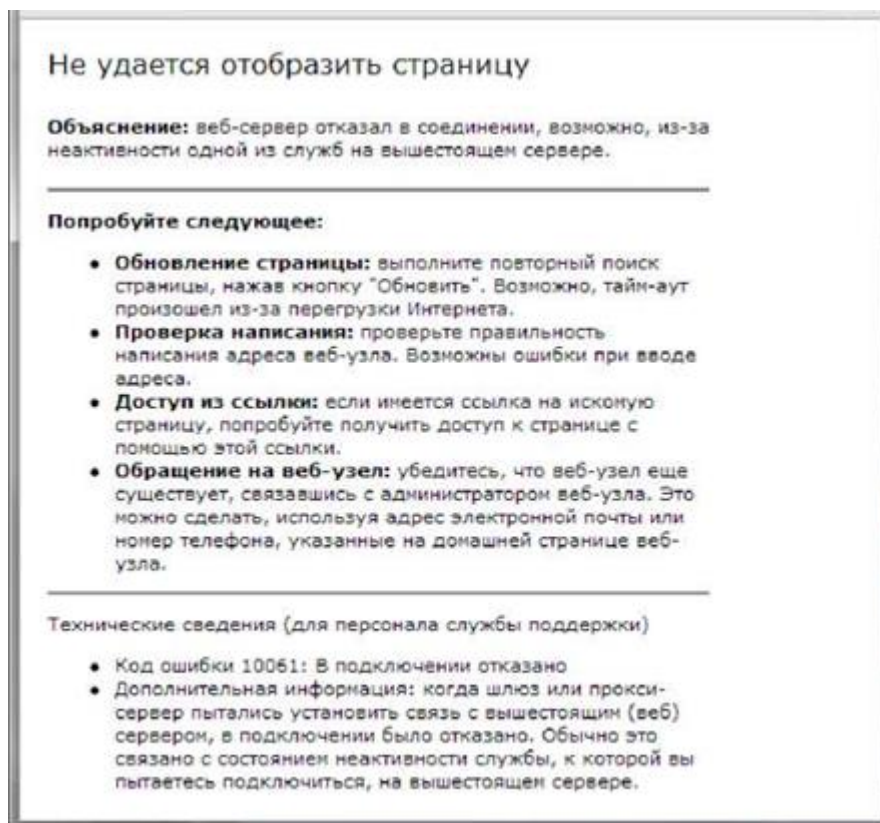 Не удается отобразить страницу
Объяснение: веб-сервер отказал в соединении, возможно, из-за
неактивности одной из служб на вышестоящем сервере.
Попробуйте следующее:
• Обновление страницы: выполните повторный поиск
страницы, нажав кнопку "Обновить". Возможно, тайм-аут
произошел из-за перегрузки Интернета.
• Проверка написания: проверьте правильность
написания адреса веб-узла. Возможны ошибки при вводе
адреса.
• Доступ из ссылки: если имеется ссылка на искомую
страницу, попробуйте получить доступ к странице с
помощью этой ссылки.
• Обращение на веб-узел: убедитесь, что веб-узел еще
существует, связавшись с администратором веб-узла. Это
можно сделать, используя адрес электронной почты или
номер телефона, указанные на домашней странице веб-
узла.
Технические сведения (для персонала службы поддержки)
• Код ошибки 10061: В подключении отказано
• Дополнительная информация: когда шлюз или прокси-
сервер пытались установить связь с вышестоящим (веб)
сервером, в подключении было отказано. Обычно это
связано с состоянием неактивности службы, к которой вы
пытаетесь подключиться, на вышестоящем сервере.